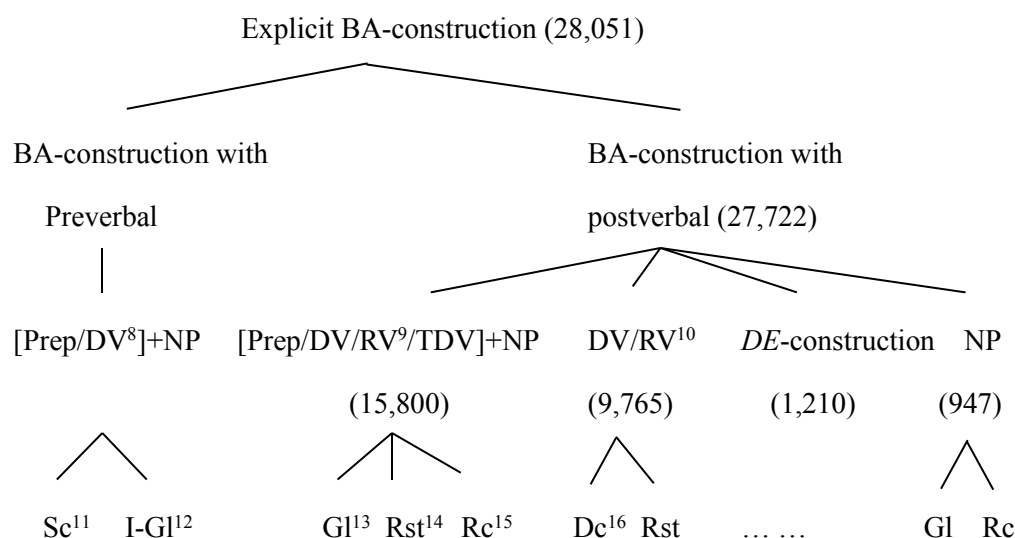 Explicit BA-construction (28,051)
BA-construction with BA-construction with
Preverbal postverbal (27,722)
[Prep/DV⁸]+NP [Prep/DV/RV⁹/TDV]+NP DV/RV¹⁰ DE-construction NP
(15,800) (9,765) (1,210) (947)
Sc¹¹ I-Gl¹² Gl¹³ Rst¹⁴ Rc¹⁵ Dc¹⁶ Rst … … Gl Rc